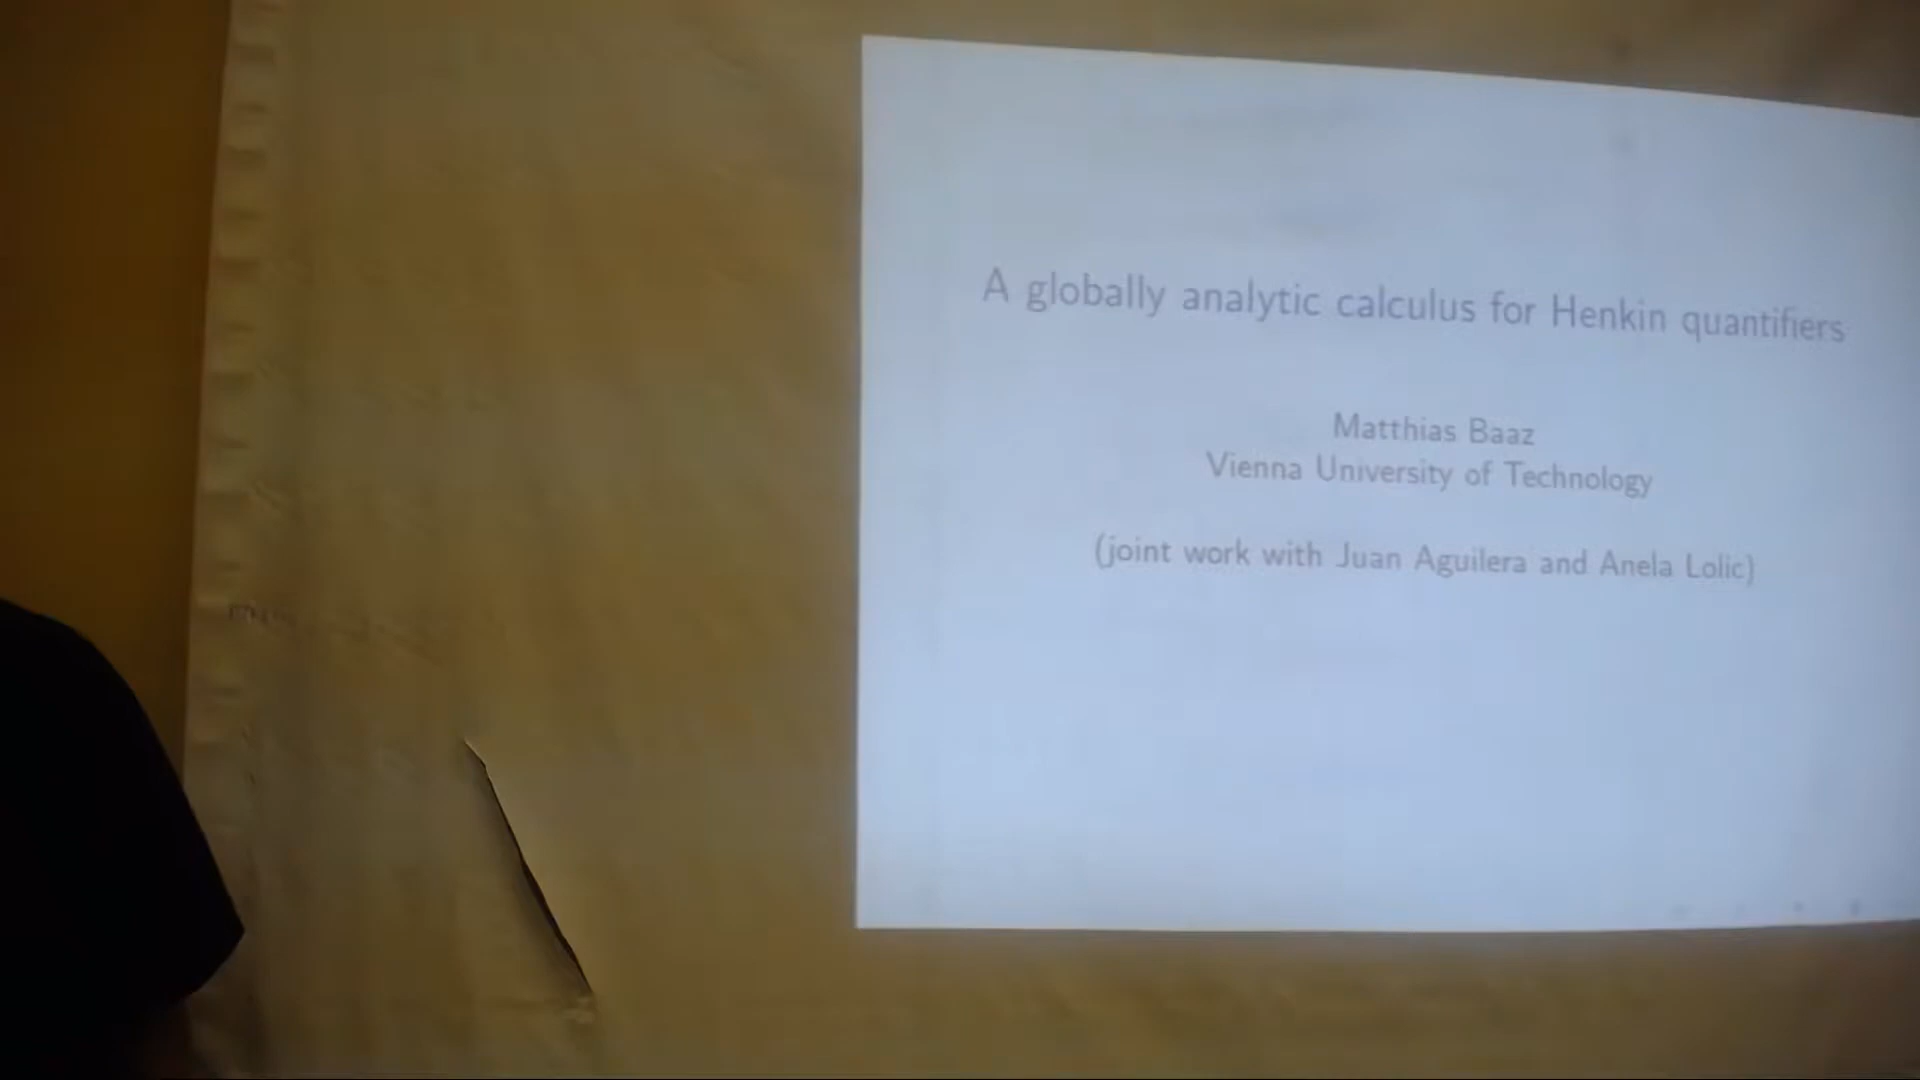 A globally analytic calculus for Henkin quantifiers
Matthias Baaz
Vienna University of Technology
(joint work with Juan Aguilera and Anela Lolic)